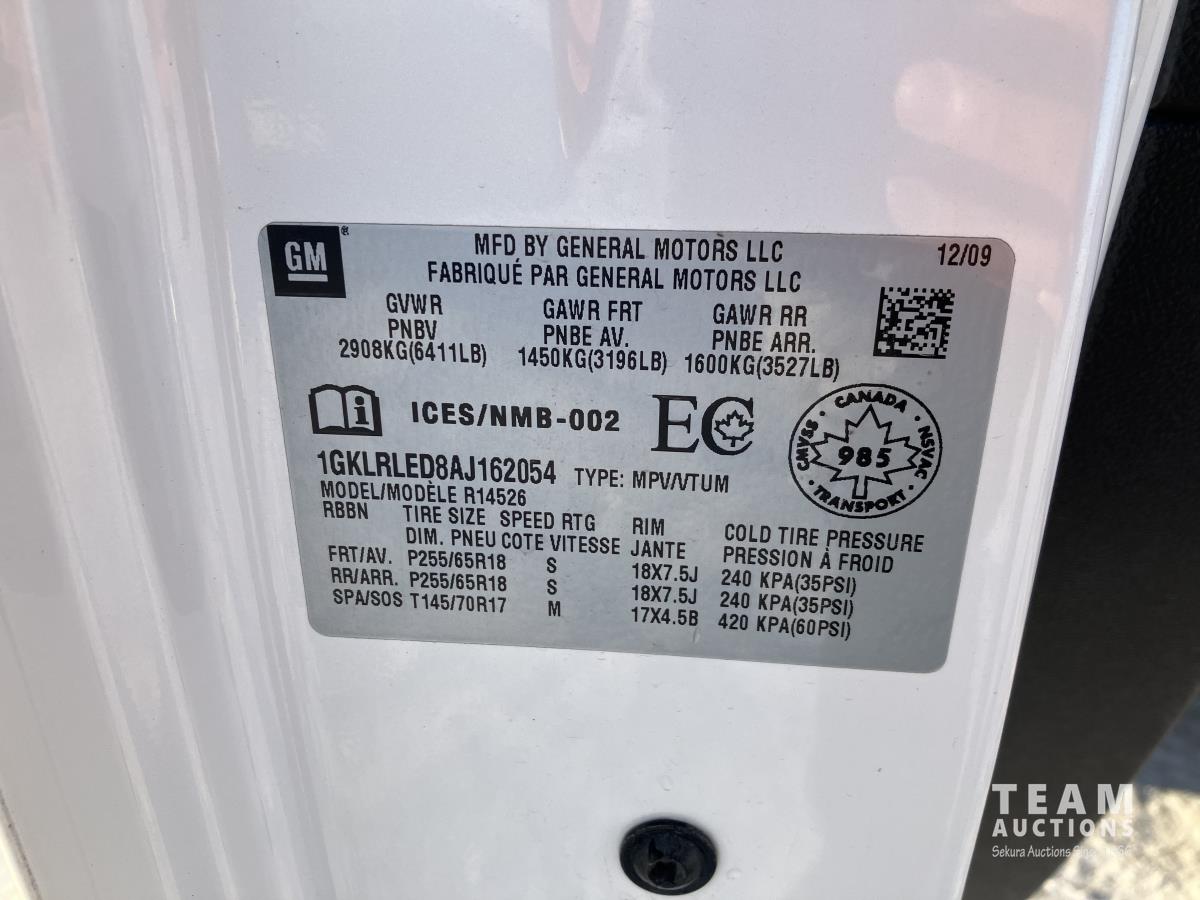 GM ®
MFD BY GENERAL MOTORS LLC 12/09
FABRIQUÉ PAR GENERAL MOTORS LLC
GVWR GAWR FRT GAWR RR
PNBV PNBE AV. PNBE ARR.
2908KG(6411LB) 1450KG(3196LB) 1600KG(3527LB)
i ICES/NMB-002 EC
CANADA
CMVSS 985 NSVAC
TRANSPORT
1GKLRLED8AJ162054 TYPE: MPV/VTUM
MODEL/MODÈLE R14526
RBBN TIRE SIZE SPEED RTG RIM COLD TIRE PRESSURE
DIM. PNEU COTE VITESSE JANTE PRESSION À FROID
FRT/AV. P255/65R18 S 18X7.5J 240 KPA(35PSI)
RR/ARR. P255/65R18 S 18X7.5J 240 KPA(35PSI)
SPA/SOS T145/70R17 M 17X4.5B 420 KPA(60PSI)
TEAM
AUCTIONS
Sekura Auctions Since